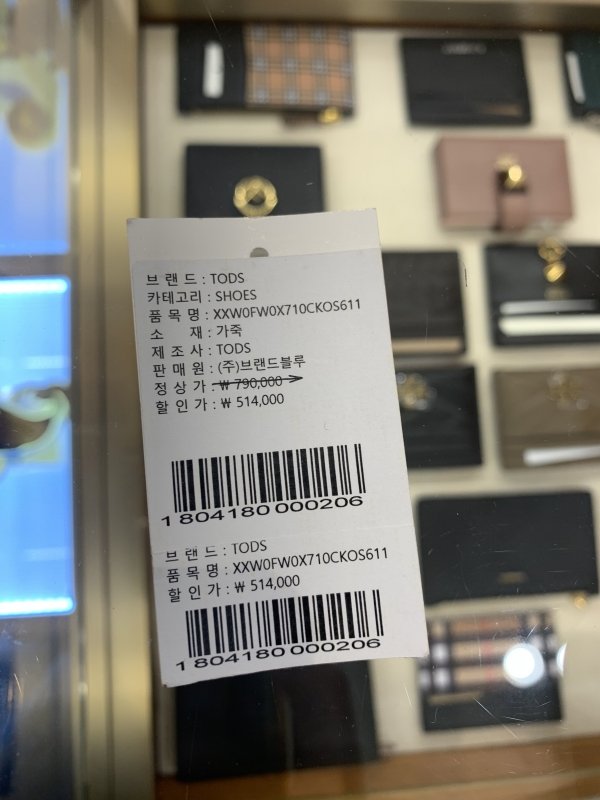 브 랜 드 : TODS
카테고리 : SHOES
품 목 명 : XXW0FW0X710CKOS611
소 재 : 가죽
제 조 사 : TODS
판 매 원 : (주)브랜드블루
정 상 가 : ₩ 790,000
할 인 가 : ₩ 514,000
1 804180 000206
브 랜 드 : TODS
품 목 명 : XXW0FW0X710CKOS611
할 인 가 : ₩ 514,000
1 804180 000206